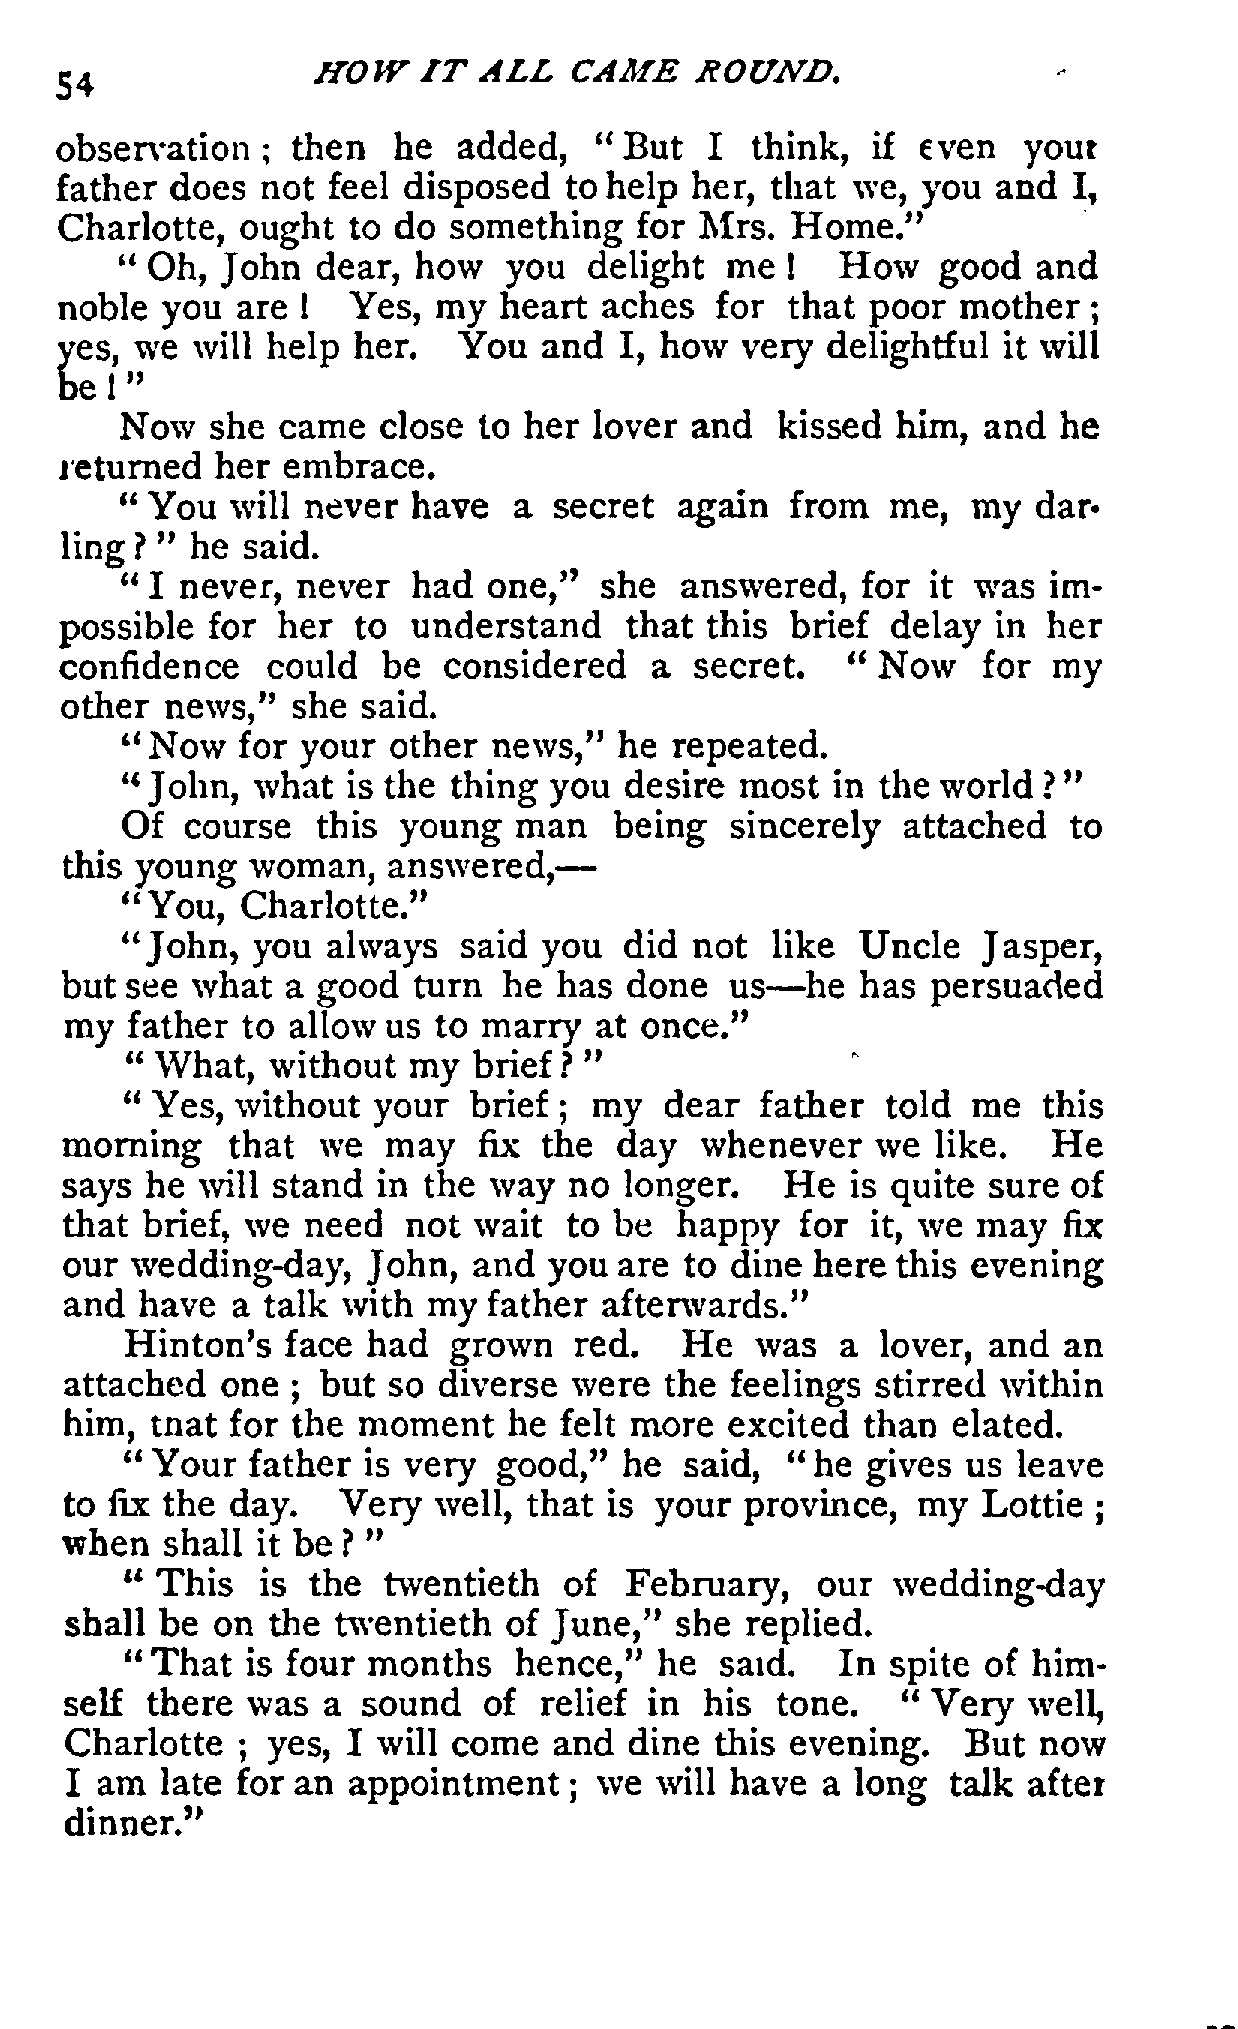 54 HOW IT ALL CAME ROUND.
observation ; then he added, " But I think, if even your
father does not feel disposed to help her, that we, you and I,
Charlotte, ought to do something for Mrs. Home."
" Oh, John dear, how you delight me ! How good and
noble you are ! Yes, my heart aches for that poor mother ;
yes, we will help her. You and I, how very delightful it will
be ! "
Now she came close to her lover and kissed him, and he
returned her embrace.
" You will never have a secret again from me, my dar-
ling ? " he said.
" I never, never had one," she answered, for it was im-
possible for her to understand that this brief delay in her
confidence could be considered a secret. " Now for my
other news," she said.
" Now for your other news," he repeated.
" John, what is the thing you desire most in the world ? "
Of course this young man being sincerely attached to
this young woman, answered,—
" You, Charlotte."
" John, you always said you did not like Uncle Jasper,
but see what a good turn he has done us—he has persuaded
my father to allow us to marry at once."
" What, without my brief ? "
" Yes, without your brief ; my dear father told me this
morning that we may fix the day whenever we like. He
says he will stand in the way no longer. He is quite sure of
that brief, we need not wait to be happy for it, we may fix
our wedding-day, John, and you are to dine here this evening
and have a talk with my father afterwards."
Hinton's face had grown red. He was a lover, and an
attached one ; but so diverse were the feelings stirred within
him, that for the moment he felt more excited than elated.
" Your father is very good," he said, " he gives us leave
to fix the day. Very well, that is your province, my Lottie ;
when shall it be ? "
" This is the twentieth of February, our wedding-day
shall be on the twentieth of June," she replied.
" That is four months hence," he said. In spite of him-
self there was a sound of relief in his tone. " Very well,
Charlotte ; yes, I will come and dine this evening. But now
I am late for an appointment ; we will have a long talk after
dinner."